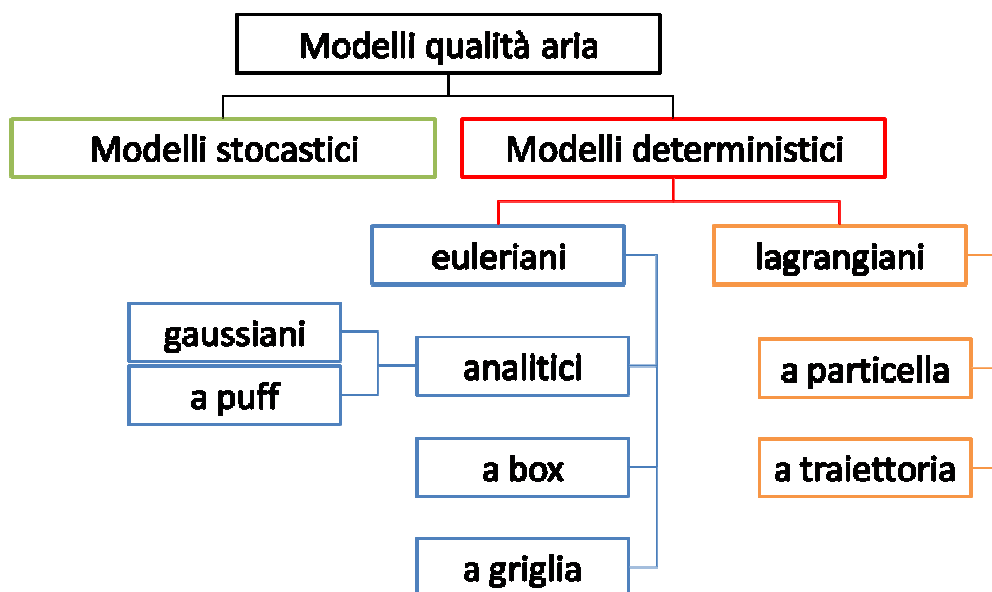 Modelli qualità aria
Modelli stocastici
Modelli deterministici
euleriani
lagrangiani
gaussiani
a puff
analitici
a particella
a box
a traiettoria
a griglia